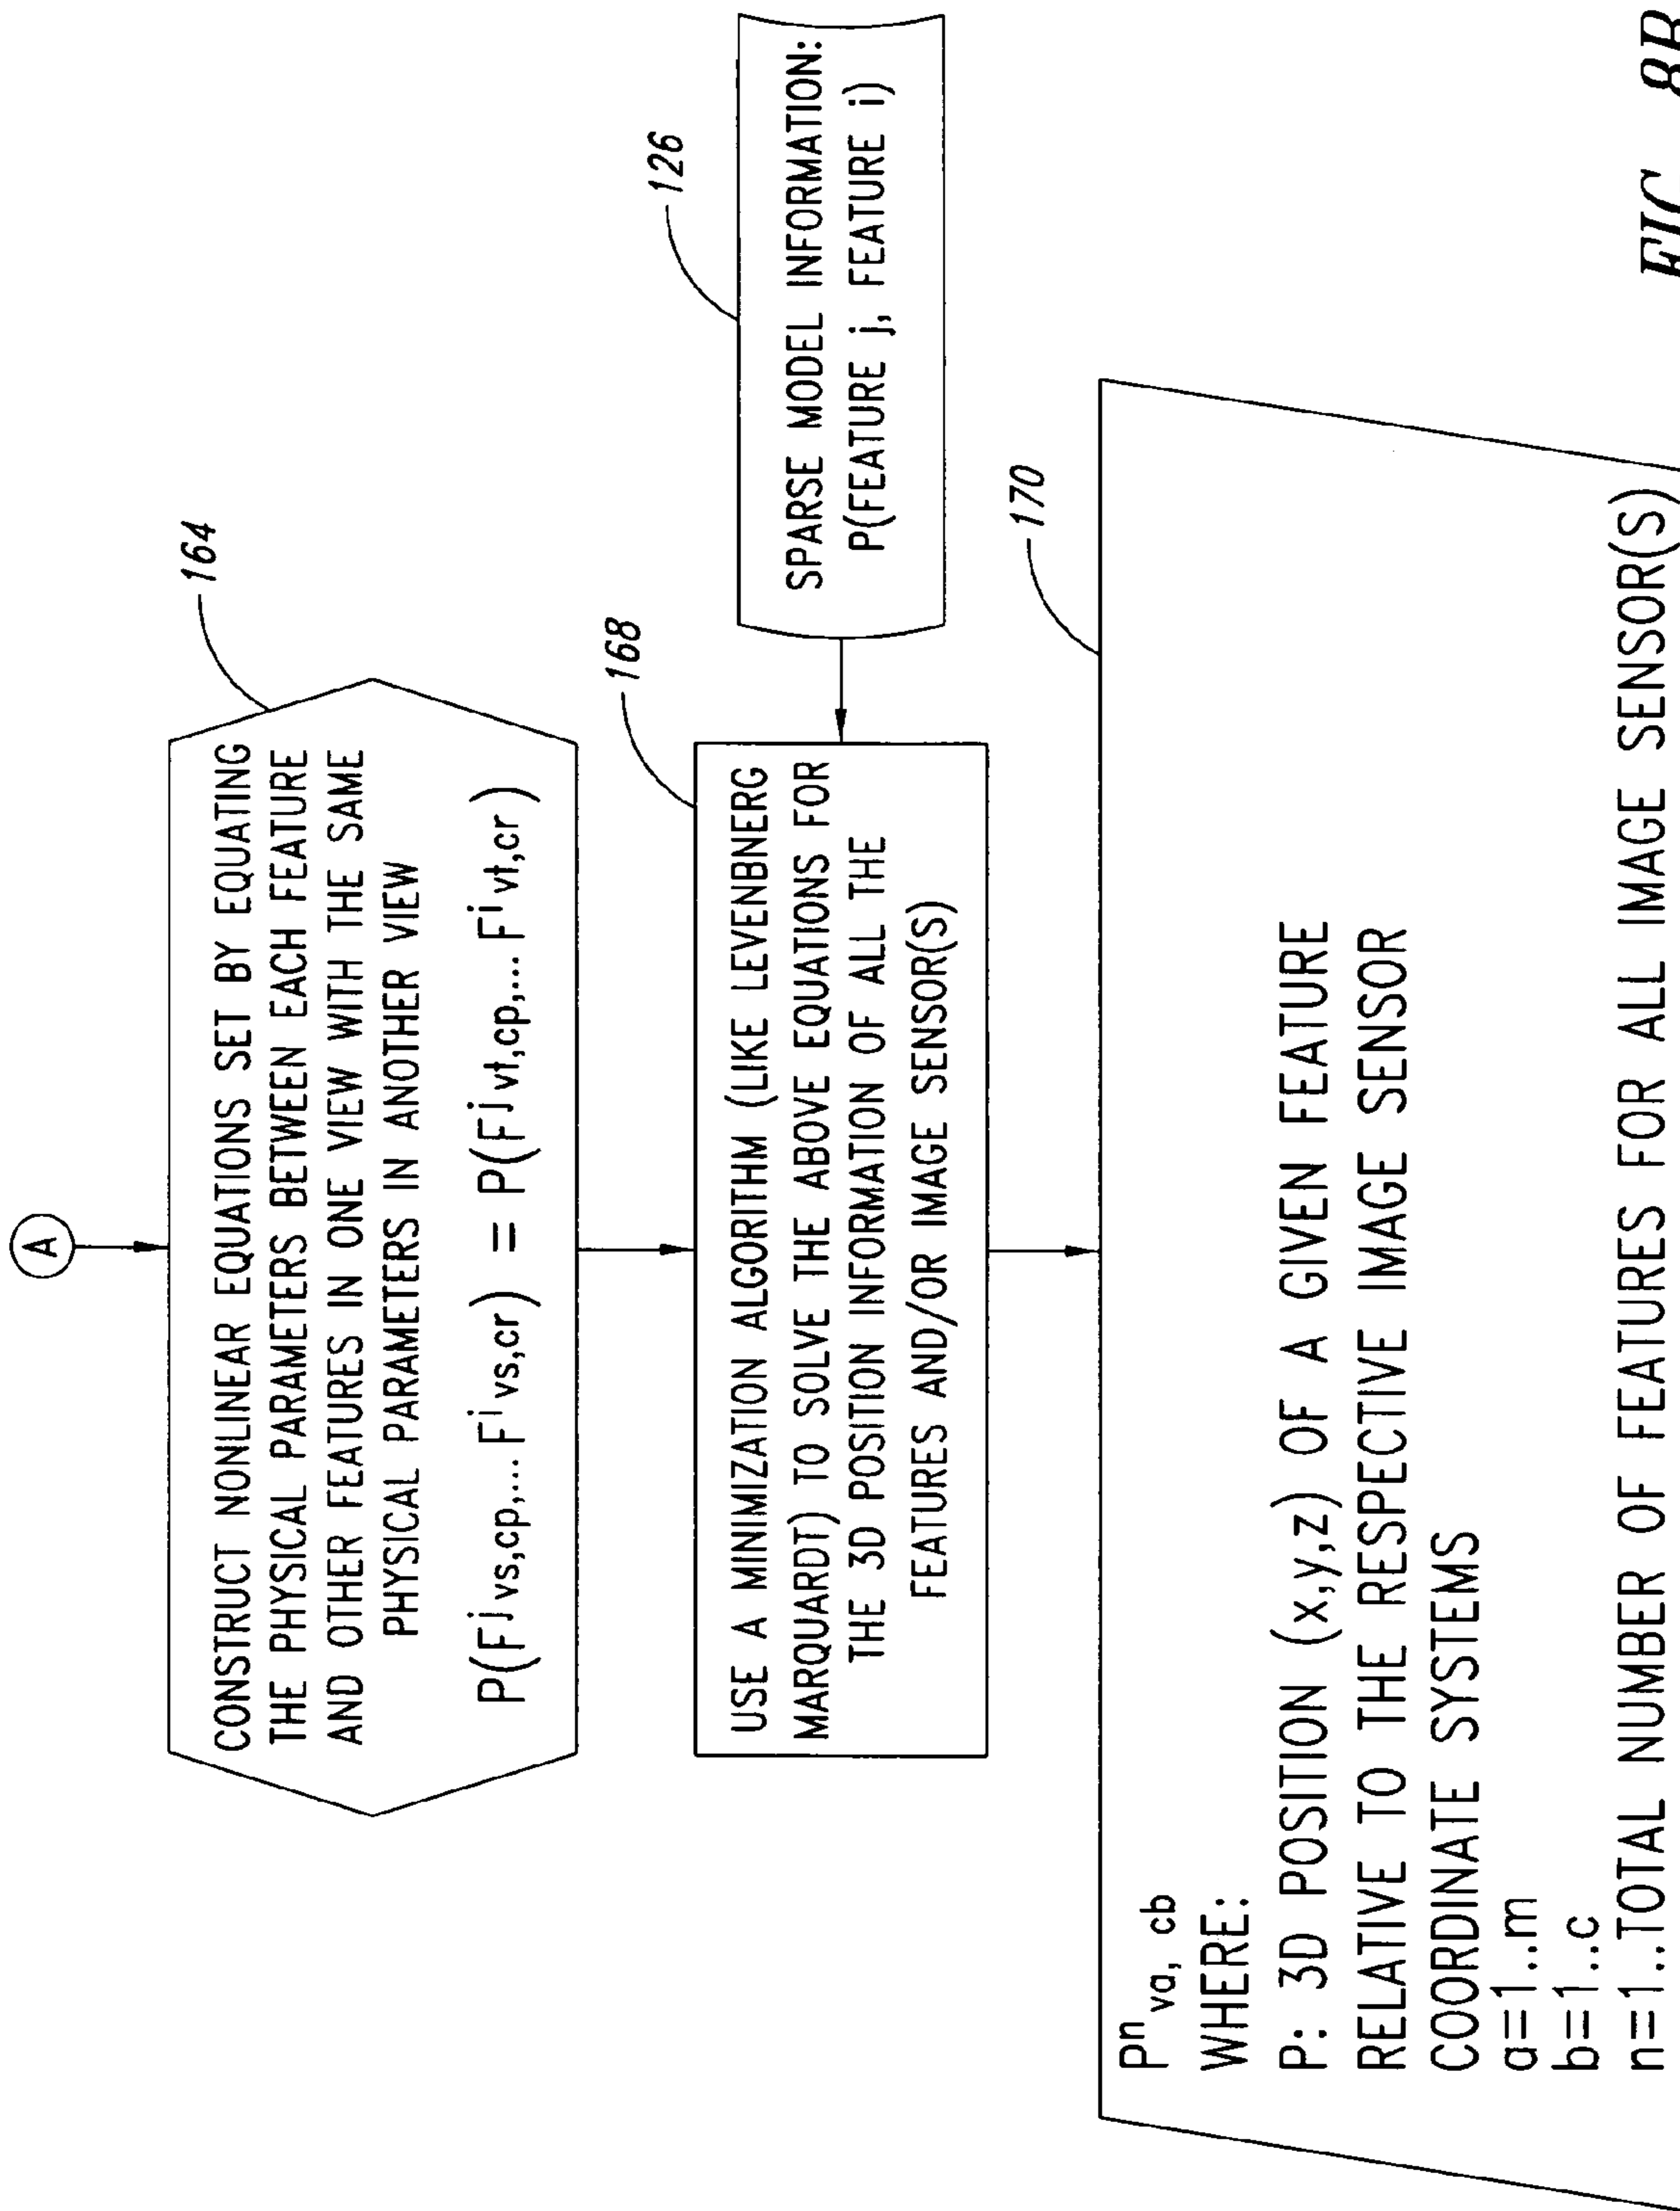 A
164
CONSTRUCT NONLINEAR EQUATIONS SET BY EQUATING
THE PHYSICAL PARAMETERS BETWEEN EACH FEATURE
AND OTHER FEATURES IN ONE VIEW WITH THE SAME
PHYSICAL PARAMETERS IN ANOTHER VIEW
P(F^j vs,cp,... F^i vs,cr) = P(F^j vt,cp,... F^i vt,cr)
168
USE A MINIMIZATION ALGORITHM (LIKE LEVENBNERG
MARQUARDT) TO SOLVE THE ABOVE EQUATIONS FOR
THE 3D POSITION INFORMATION OF ALL THE
FEATURES AND/OR IMAGE SENSOR(S)
126
SPARSE MODEL INFORMATION:
P(FEATURE j, FEATURE i)
170
P^n va, cb
WHERE:
P: 3D POSITION (x,y,z) OF A GIVEN FEATURE
RELATIVE TO THE RESPECTIVE IMAGE SENSOR
COORDINATE SYSTEMS
a=1..m
b=1..c
n=1..TOTAL NUMBER OF FEATURES FOR ALL IMAGE SENSOR(S)
FIG. 8B